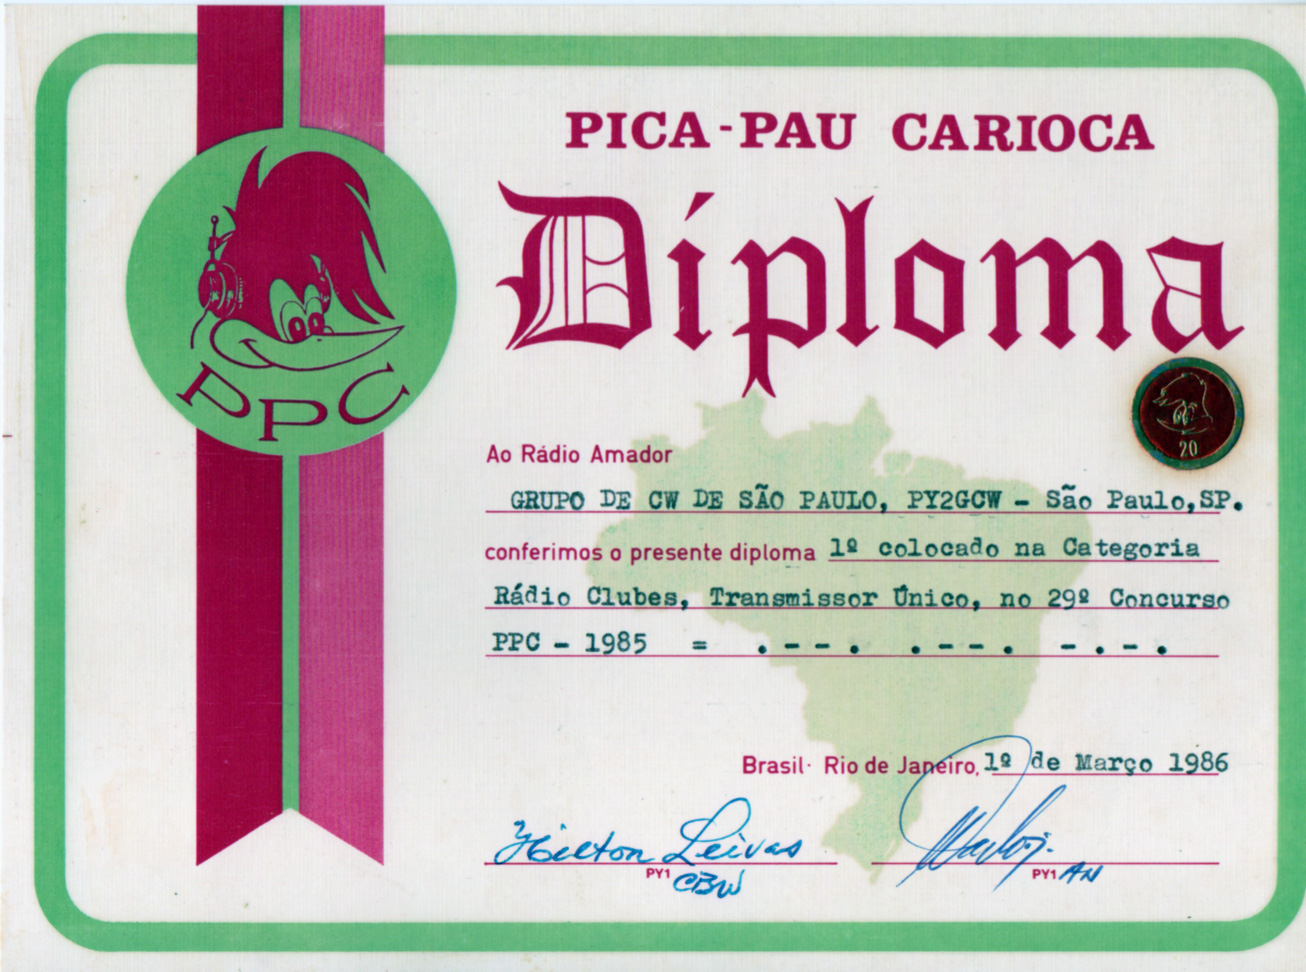 PICA-PAU CARIOCA
Diploma
PPC
20
Ao Rádio Amador
GRUPO DE CW DE SÃO PAULO, PY2GCW - São Paulo,SP.
conferimos o presente diploma 1º colocado na Categoria
Rádio Clubes, Transmissor Único, no 29º Concurso
PPC - 1985 = .--. .--. -.-.
Brasil· Rio de Janeiro, 1º de Março 1986
Hilton Leivas
PY1 CBW PY1 AN